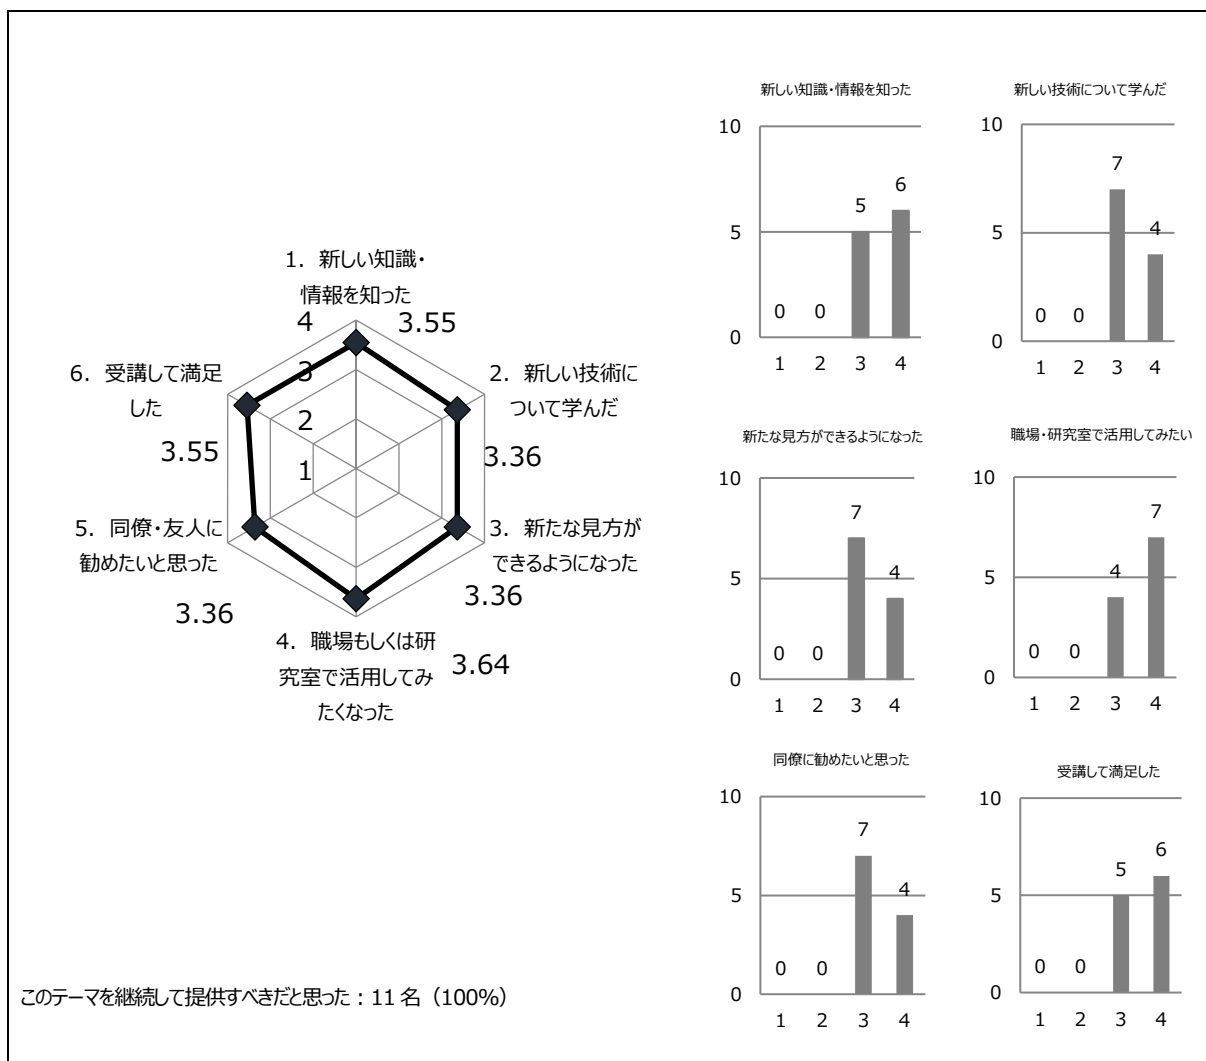 1．新しい知識・
情報を知った
3.55
2．新しい技術に
ついて学んだ
3.36
3．新たな見方が
できるようになった
3.36
4．職場もしくは研
究室で活用してみ
たくなった
3.64
5．同僚・友人に
勧めたいと思った
3.36
6．受講して満足
した
3.55
4
3
2
1
新しい知識・情報を知った
10
5
0
0 0 5 6
1 2 3 4
新しい技術について学んだ
10
5
0
0 0 7 4
1 2 3 4
新たな見方ができるようになった
10
5
0
0 0 7 4
1 2 3 4
職場・研究室で活用してみたい
10
5
0
0 0 4 7
1 2 3 4
同僚に勧めたいと思った
10
5
0
0 0 7 4
1 2 3 4
受講して満足した
10
5
0
0 0 5 6
1 2 3 4
このテーマを継続して提供すべきだと思った：11 名（100%）